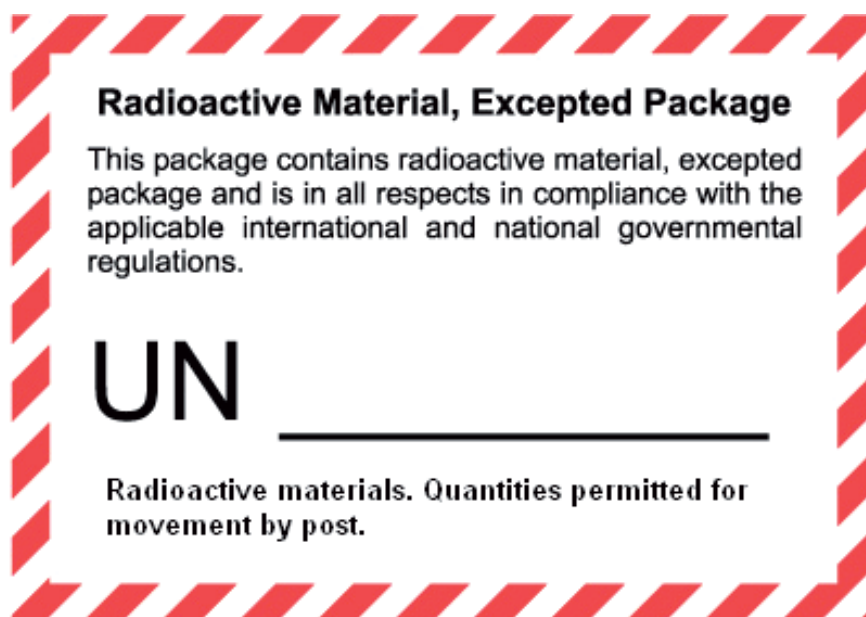 Radioactive Material, Excepted Package
This package contains radioactive material, excepted
package and is in all respects in compliance with the
applicable international and national governmental
regulations.
UN
Radioactive materials. Quantities permitted for
movement by post.